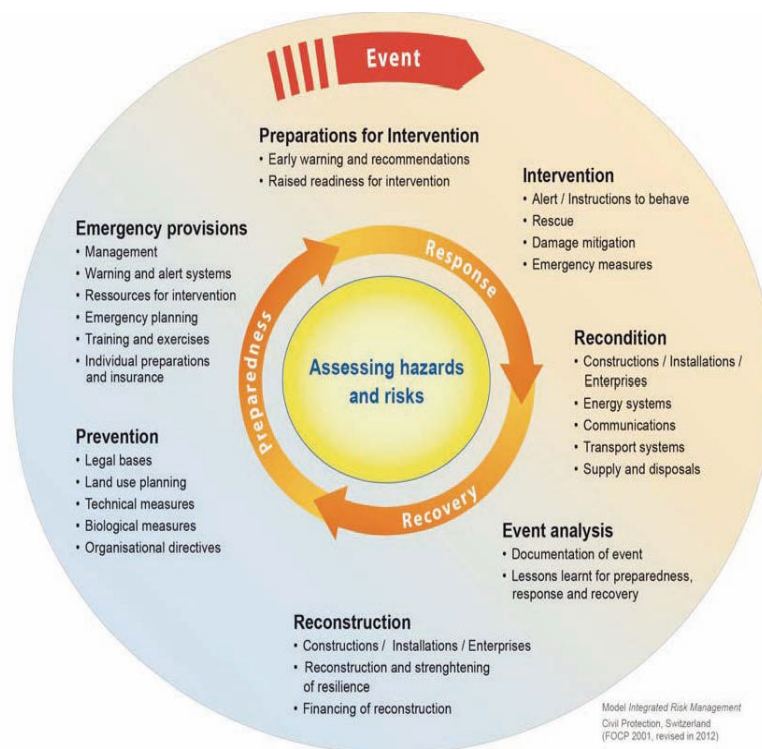 Event
Preparations for Intervention
• Early warning and recommendations
• Raised readiness for intervention
Intervention
• Alert / Instructions to behave
• Rescue
• Damage mitigation
• Emergency measures
Recondition
• Constructions / Installations /
Enterprises
• Energy systems
• Communications
• Transport systems
• Supply and disposals
Event analysis
• Documentation of event
• Lessons learnt for preparedness,
response and recovery
Reconstruction
• Constructions / Installations / Enterprises
• Reconstruction and strenghtening
of resilience
• Financing of reconstruction
Prevention
• Legal bases
• Land use planning
• Technical measures
• Biological measures
• Organisational directives
Emergency provisions
• Management
• Warning and alert systems
• Ressources for intervention
• Emergency planning
• Training and exercises
• Individual preparations
and insurance
Response
Recovery
Preparedness
Assessing hazards
and risks
Model Integrated Risk Management
Civil Protection, Switzerland
(FOCP 2001, revised in 2012)